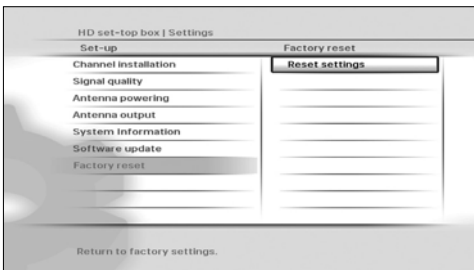 HD set-top box | Settings
Set-up
Factory reset
Channel installation
Reset settings
Signal quality
Antenna powering
Antenna output
System Information
Software update
Factory reset
Return to factory settings.